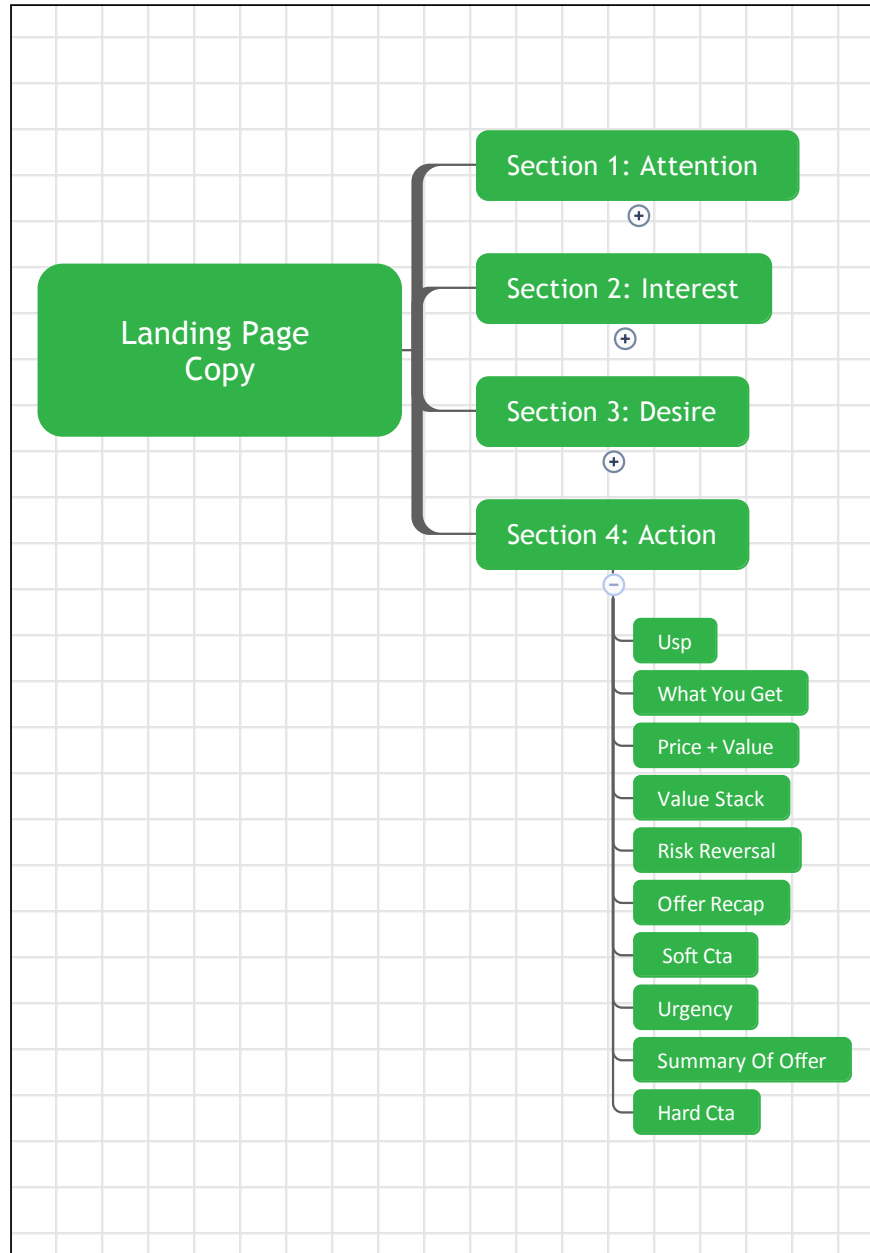 Landing Page
Copy
Section 1: Attention
Section 2: Interest
Section 3: Desire
Section 4: Action
Usp
What You Get
Price + Value
Value Stack
Risk Reversal
Offer Recap
Soft Cta
Urgency
Summary Of Offer
Hard Cta